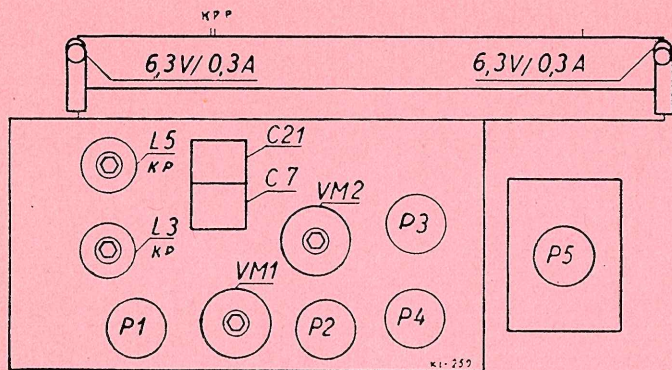 KPP
6,3V/0,3A
6,3V/0,3A
L5
KP
C21
C7
VM2
L3
KP
P3
P5
VM1
P1
P2
P4
K1-259